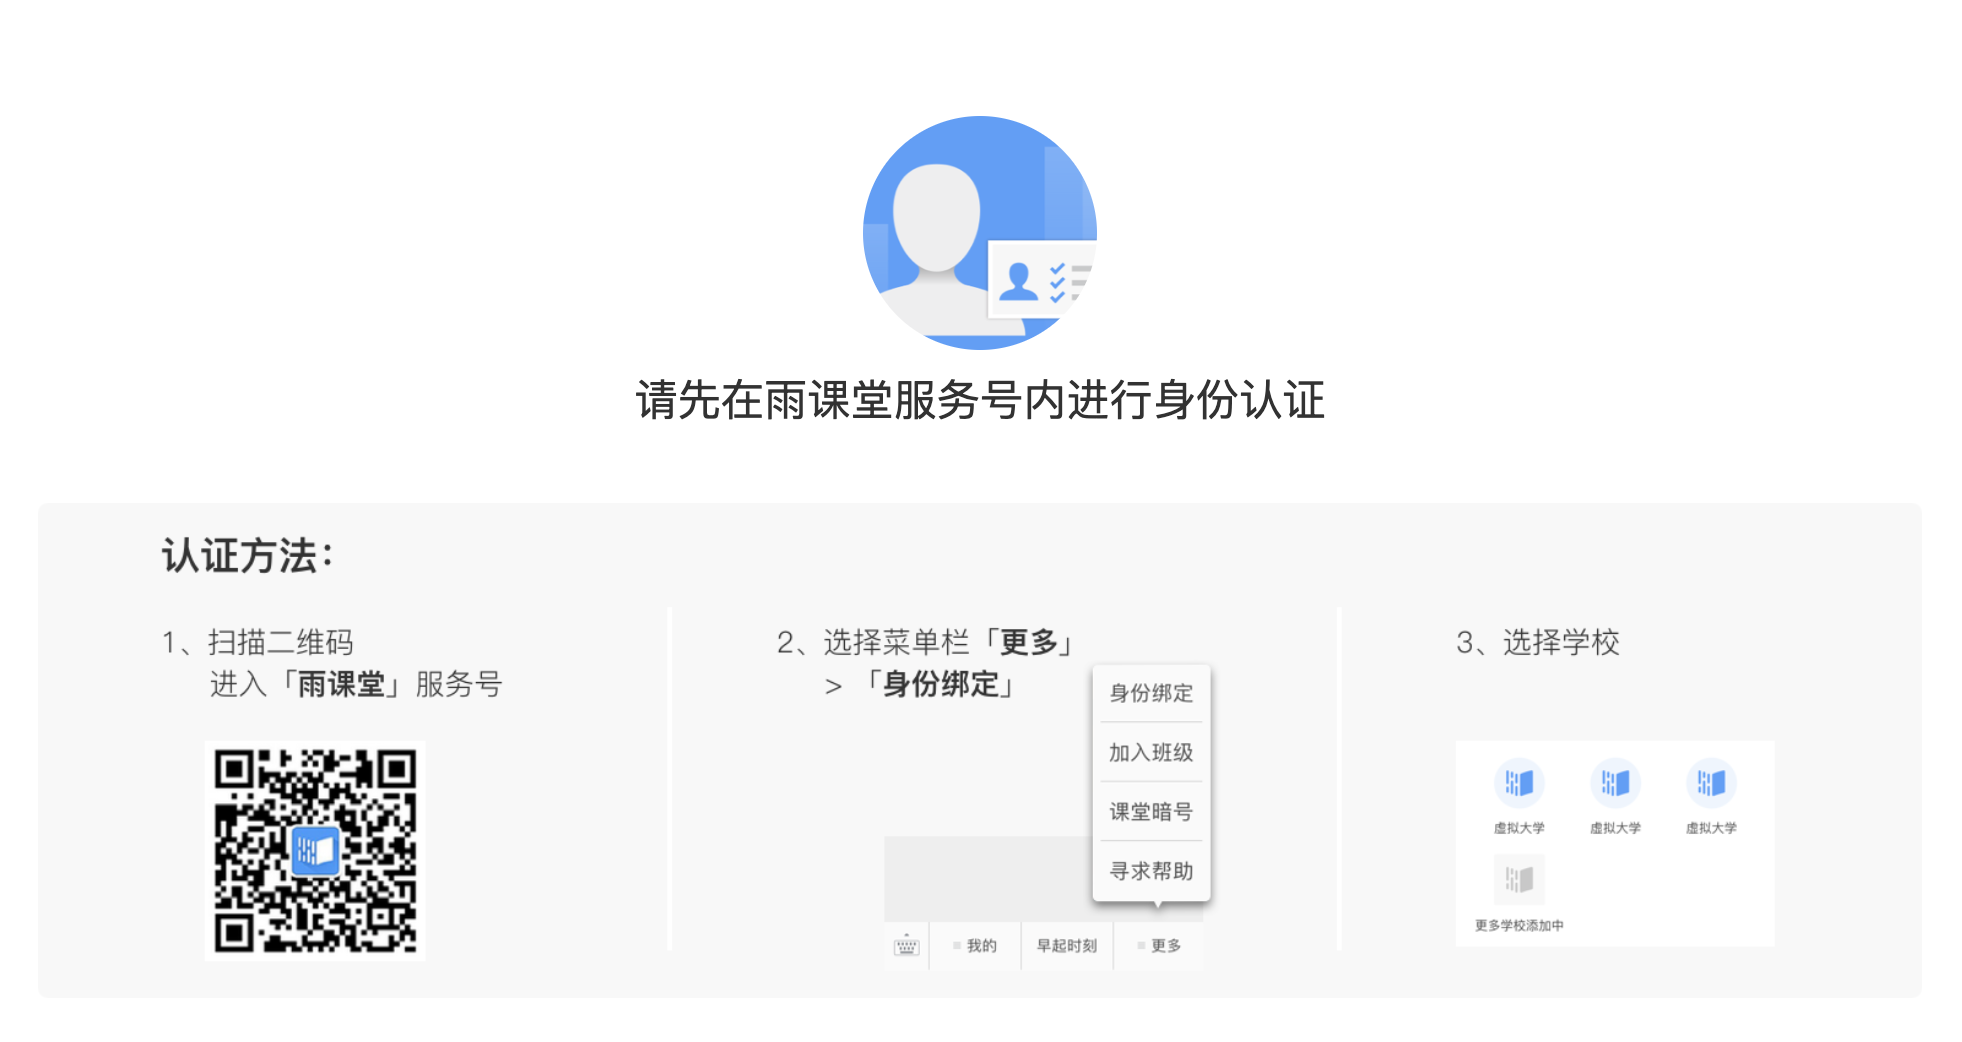 请先在雨课堂服务号内进行身份认证
认证方法：
1、扫描二维码
进入「雨课堂」服务号
2、选择菜单栏「更多」
> 「身份绑定」
身份绑定
加入班级
课堂暗号
寻求帮助
我的
早起时刻
更多
3、选择学校
虚拟大学
虚拟大学
虚拟大学
更多学校添加中